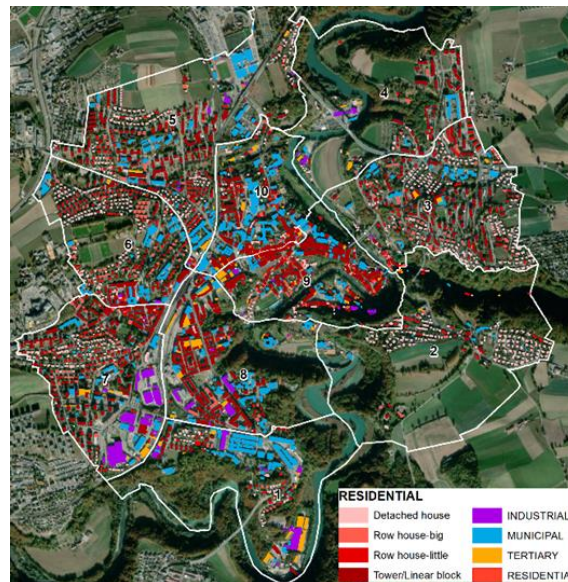 4
5
10
3
6
9
2
7
8
1
RESIDENTIAL
Detached house
Row house-big
Row house-little
Tower/Linear block
INDUSTRIAL
MUNICIPAL
TERTIARY
RESIDENTI